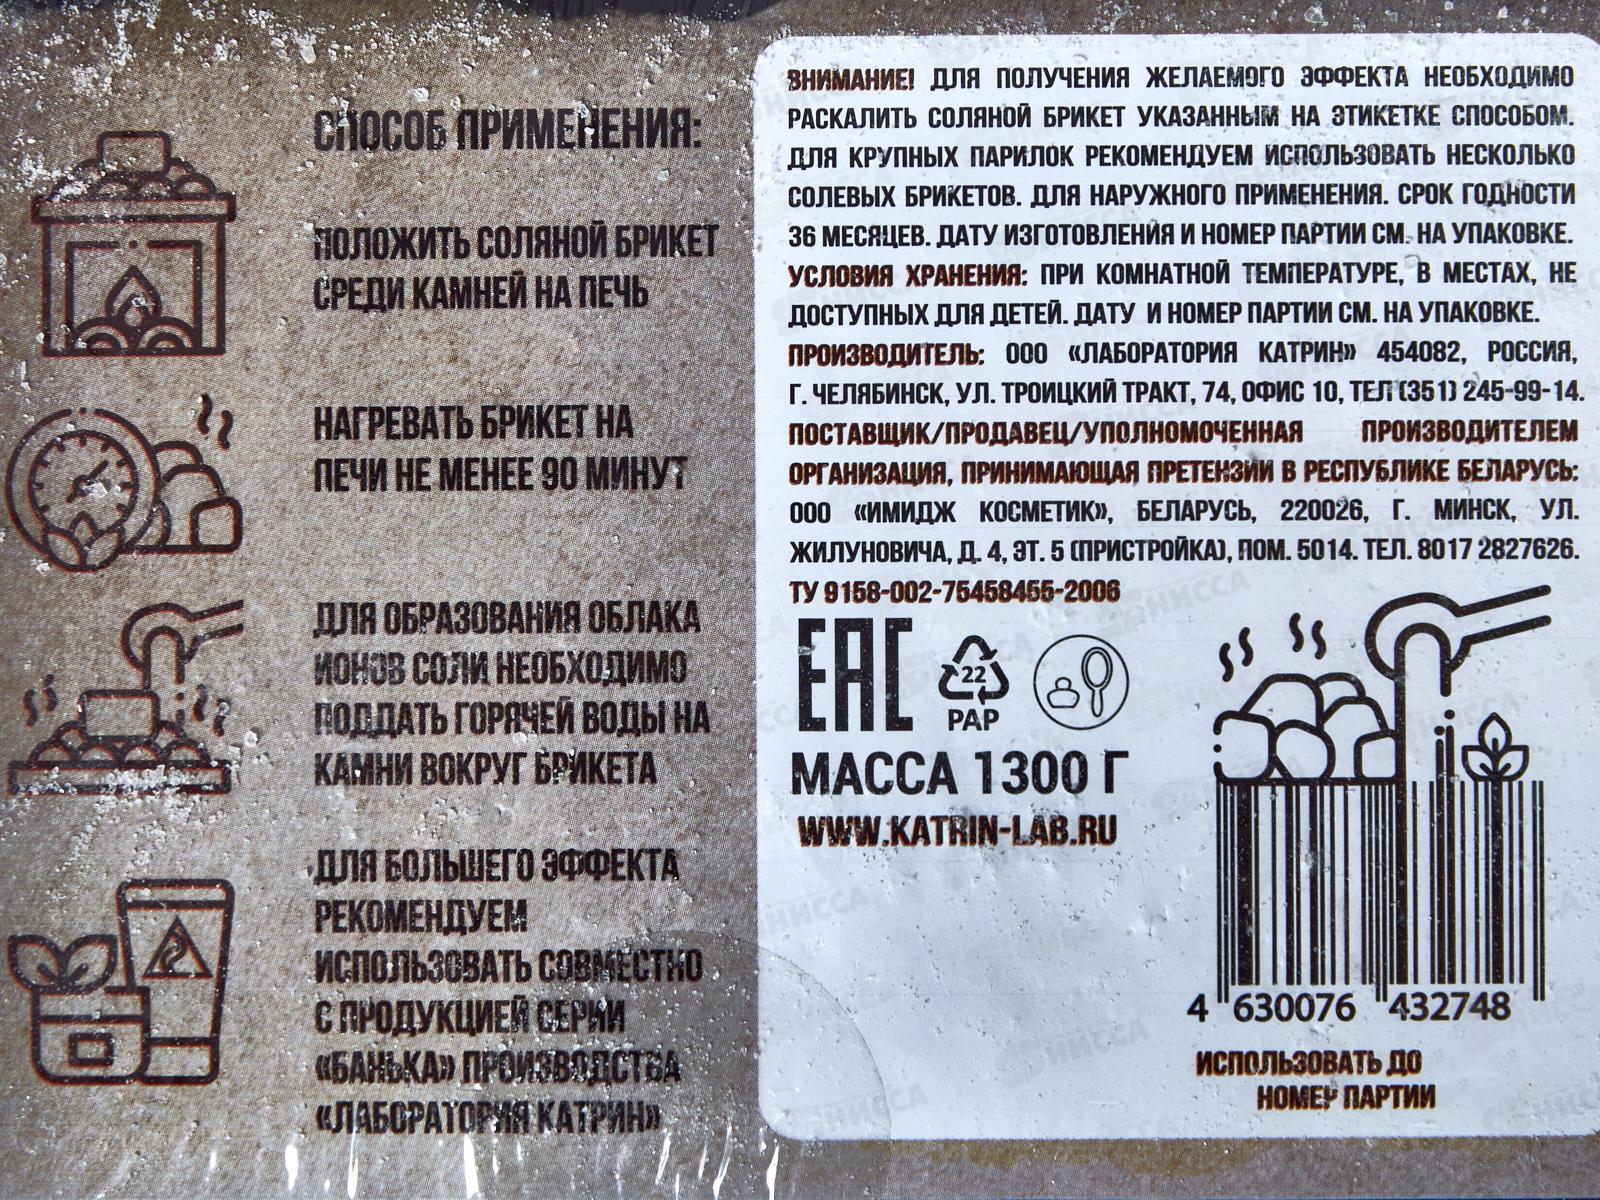 СПОСОБ ПРИМЕНЕНИЯ:
ПОЛОЖИТЬ СОЛЯНОЙ БРИКЕТ
СРЕДИ КАМНЕЙ НА ПЕЧЬ
НАГРЕВАТЬ БРИКЕТ НА
ПЕЧИ НЕ МЕНЕЕ 90 МИНУТ
ДЛЯ ОБРАЗОВАНИЯ ОБЛАКА
ИОНОВ СОЛИ НЕОБХОДИМО
ПОДДАТЬ ГОРЯЧЕЙ ВОДЫ НА
КАМНИ ВОКРУГ БРИКЕТА
ДЛЯ БОЛЬШЕГО ЭФФЕКТА
РЕКОМЕНДУЕМ
ИСПОЛЬЗОВАТЬ СОВМЕСТНО
С ПРОДУКЦИЕЙ СЕРИИ
«БАНЬКА» ПРОИЗВОДСТВА
«ЛАБОРАТОРИЯ КАТРИН»
ВНИМАНИЕ! ДЛЯ ПОЛУЧЕНИЯ ЖЕЛАЕМОГО ЭФФЕКТА НЕОБХОДИМО
РАСКАЛИТЬ СОЛЯНОЙ БРИКЕТ УКАЗАННЫМ НА ЭТИКЕТКЕ СПОСОБОМ.
ДЛЯ КРУПНЫХ ПАРИЛОК РЕКОМЕНДУЕМ ИСПОЛЬЗОВАТЬ НЕСКОЛЬКО
СОЛЕВЫХ БРИКЕТОВ. ДЛЯ НАРУЖНОГО ПРИМЕНЕНИЯ. СРОК ГОДНОСТИ
36 МЕСЯЦЕВ. ДАТУ ИЗГОТОВЛЕНИЯ И НОМЕР ПАРТИИ СМ. НА УПАКОВКЕ.
УСЛОВИЯ ХРАНЕНИЯ: ПРИ КОМНАТНОЙ ТЕМПЕРАТУРЕ, В МЕСТАХ, НЕ
ДОСТУПНЫХ ДЛЯ ДЕТЕЙ. ДАТУ И НОМЕР ПАРТИИ СМ. НА УПАКОВКЕ.
ПРОИЗВОДИТЕЛЬ: ООО «ЛАБОРАТОРИЯ КАТРИН» 454082, РОССИЯ,
Г. ЧЕЛЯБИНСК, УЛ. ТРОИЦКИЙ ТРАКТ, 74, ОФИС 10, ТЕЛ (351) 245-99-14.
ПОСТАВЩИК/ПРОДАВЕЦ/УПОЛНОМОЧЕННАЯ ПРОИЗВОДИТЕЛЕМ
ОРГАНИЗАЦИЯ, ПРИНИМАЮЩАЯ ПРЕТЕНЗИИ В РЕСПУБЛИКЕ БЕЛАРУСЬ:
ООО «ИМИДЖ КОСМЕТИК», БЕЛАРУСЬ, 220026, Г. МИНСК, УЛ.
ЖИЛУНОВИЧА, Д. 4, ЭТ. 5 (ПРИСТРОЙКА), ПОМ. 5014. ТЕЛ. 8017 2827626.
ТУ 9158-002-75458455-2006
EAC
22
PAP
МАССА 1300 Г
WWW.KATRIN-LAB.RU
4 630076 432748
ИСПОЛЬЗОВАТЬ ДО
НОМЕР ПАРТИИ